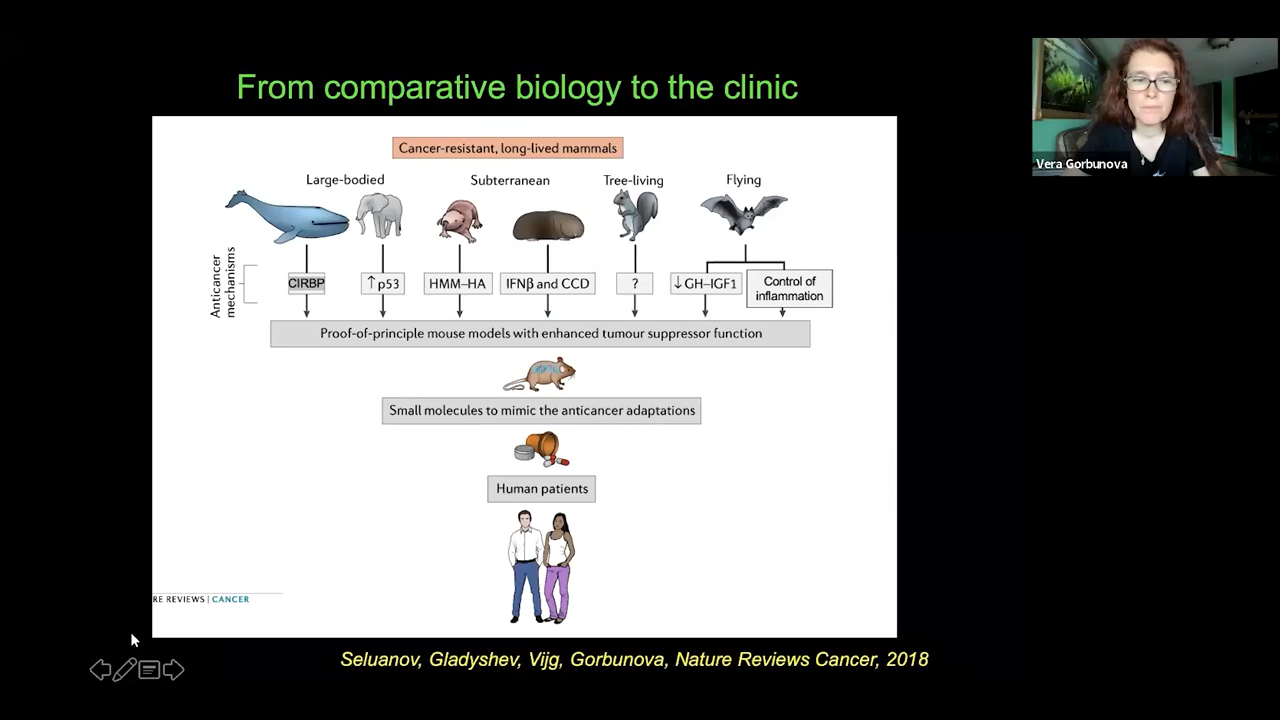 From comparative biology to the clinic
Vera Gorbunova
Cancer-resistant, long-lived mammals
Large-bodied
Subterranean
Tree-living
Flying
Anticancer
mechanisms
CIRBP
↑p53
HMM–HA
IFNβ and CCD
?
↓GH–IGF1
Control of
inflammation
Proof-of-principle mouse models with enhanced tumour suppressor function
Small molecules to mimic the anticancer adaptations
Human patients
RE REVIEWS | CANCER
Seluanov, Gladyshev, Vijg, Gorbunova, Nature Reviews Cancer, 2018